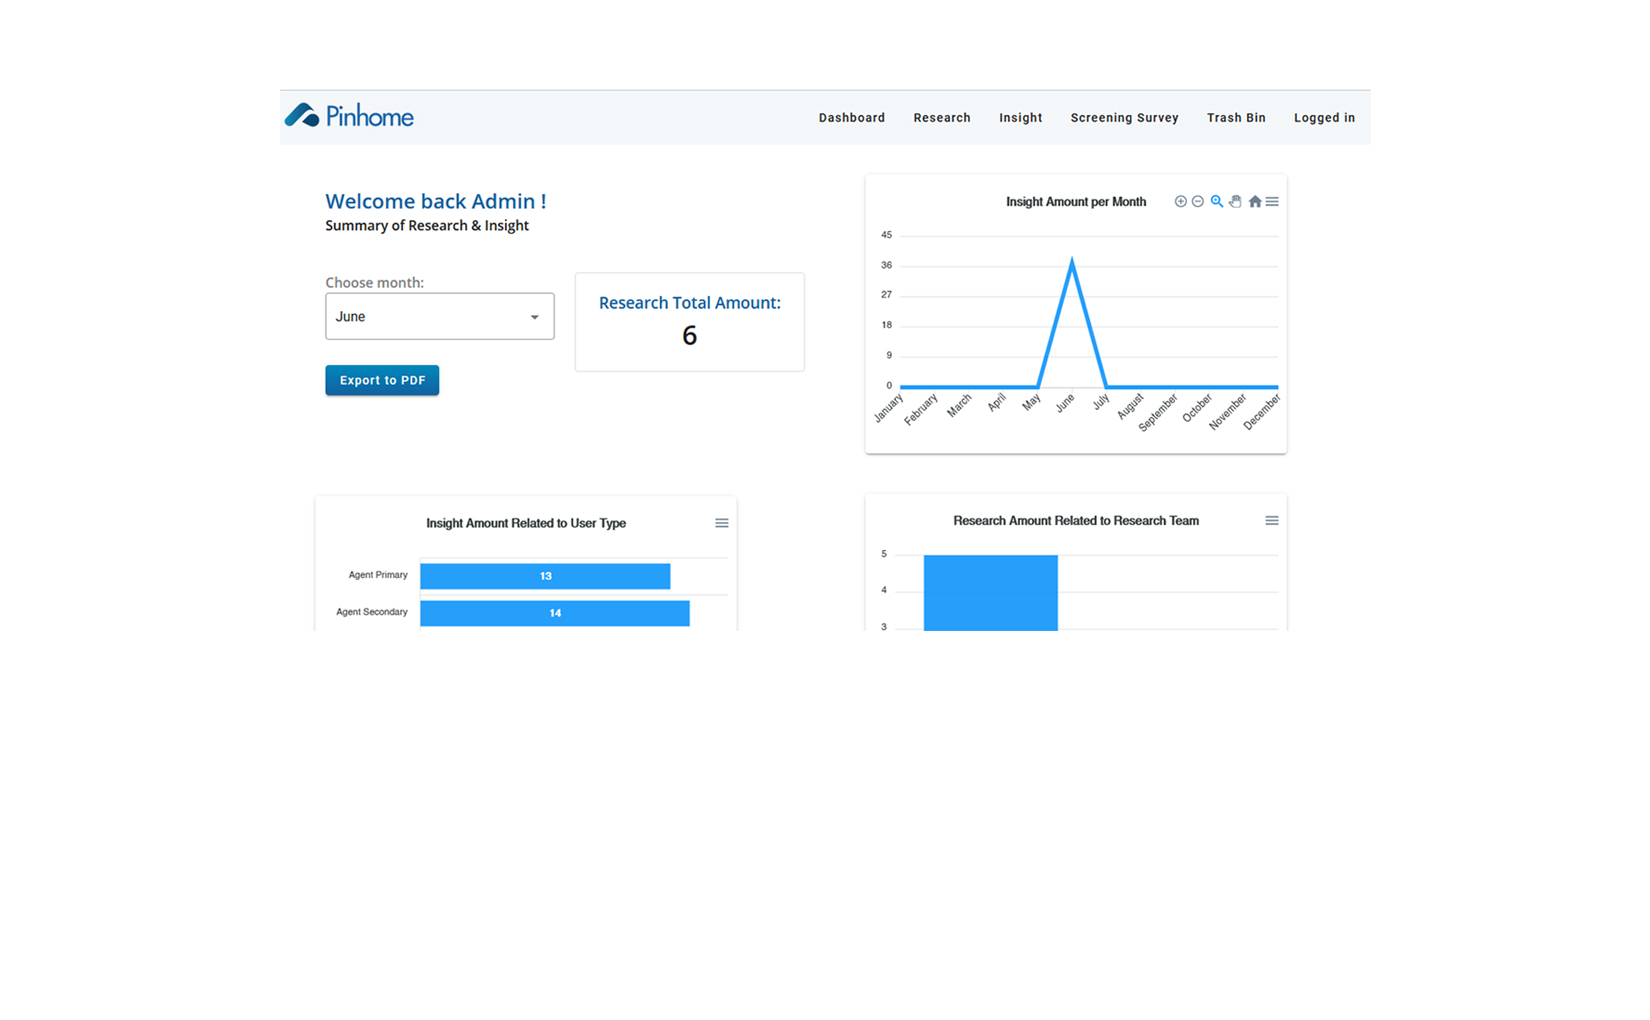 Pinhome
Dashboard Research Insight Screening Survey Trash Bin Logged in
Welcome back Admin !
Summary of Research & Insight
Choose month:
June
Export to PDF
Research Total Amount:
6
Insight Amount per Month
45
36
27
18
9
0
January February March April May June July August September October November December
Insight Amount Related to User Type
Agent Primary 13
Agent Secondary 14
Research Amount Related to Research Team
5
4
3